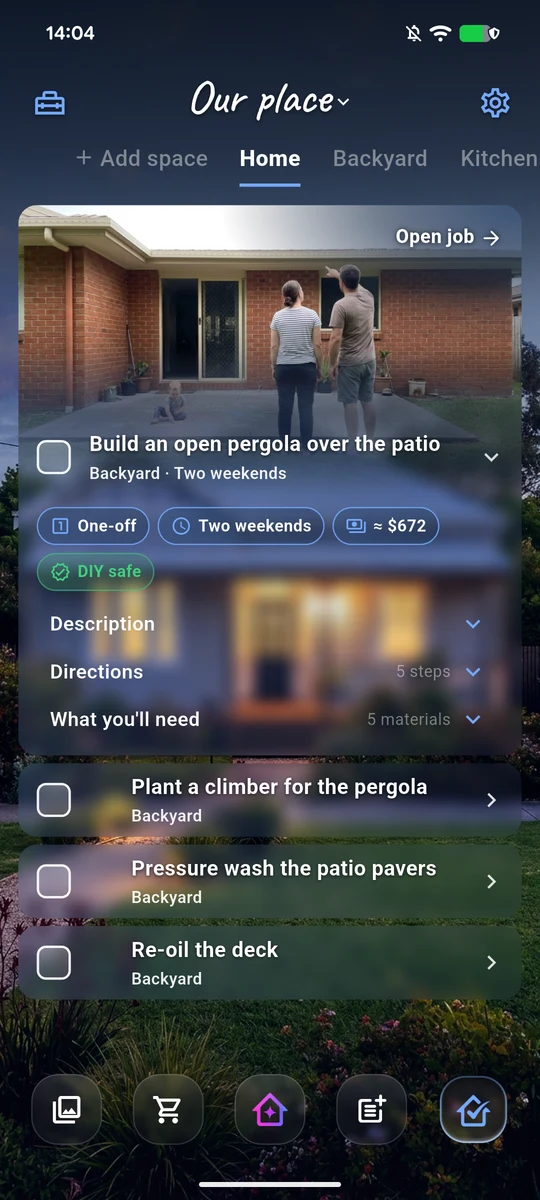 14:04
Our place
+ Add space Home Backyard Kitchen
Open job →
Build an open pergola over the patio
Backyard · Two weekends
One-off Two weekends ≈ $672
DIY safe
Description
Directions 5 steps
What you'll need 5 materials
Plant a climber for the pergola
Backyard
Pressure wash the patio pavers
Backyard
Re-oil the deck
Backyard